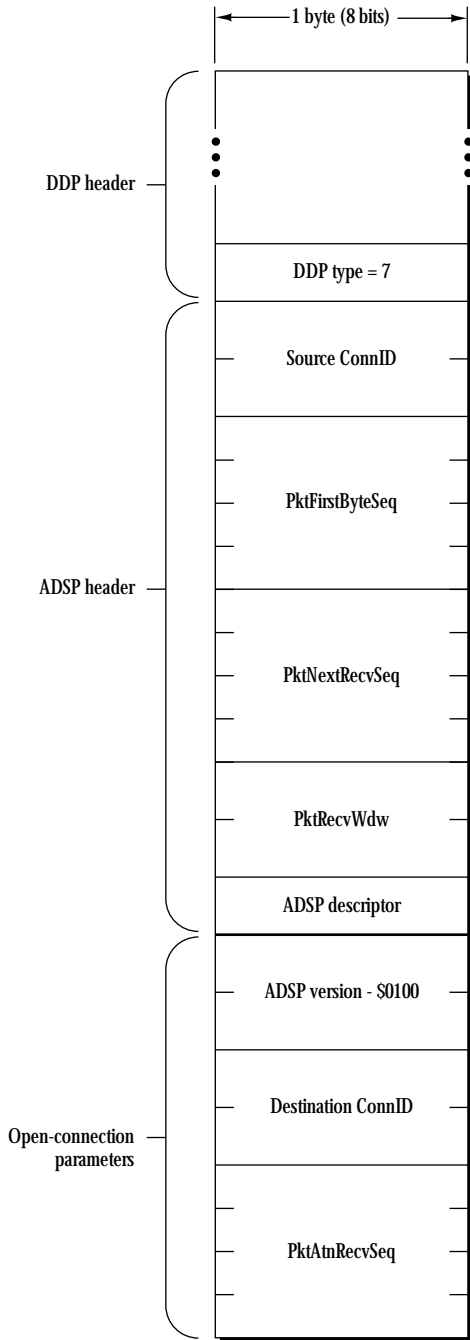 1 byte (8 bits)
DDP header
DDP type = 7
Source ConnID
PktFirstByteSeq
ADSP header
PktNextRecvSeq
PktRecvWdw
ADSP descriptor
ADSP version - $0100
Destination ConnID
Open-connection
parameters
PktAtnRecvSeq